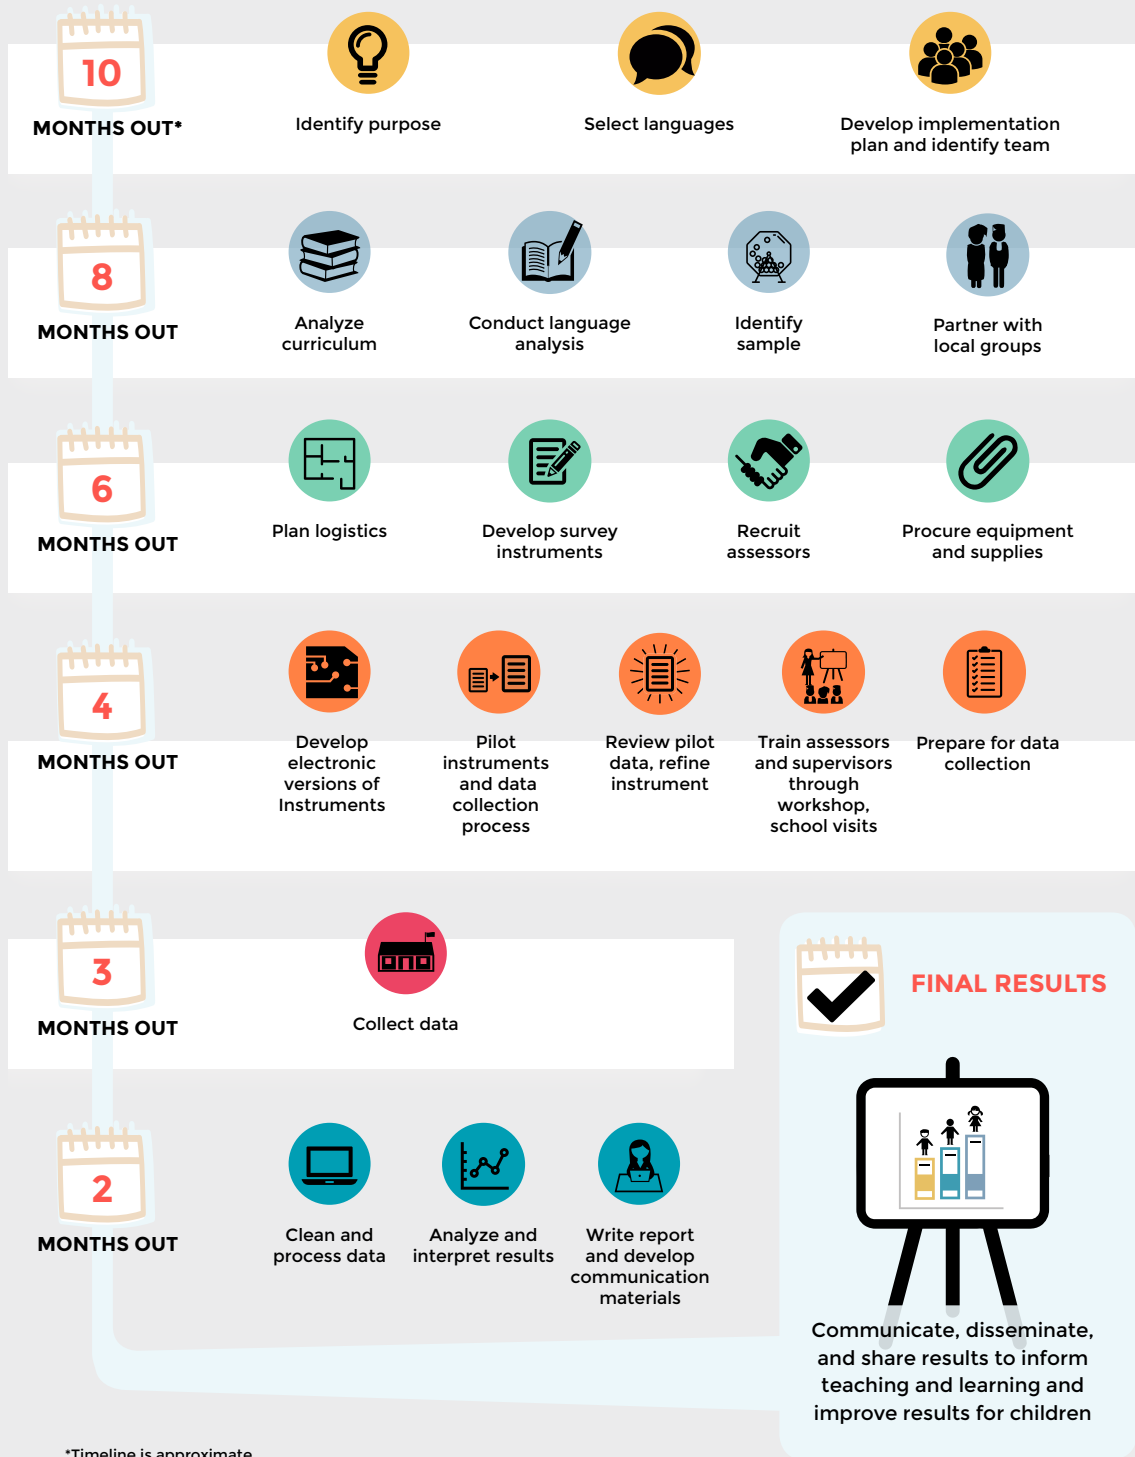 10
MONTHS OUT*
Identify purpose
Select languages
Develop implementation
plan and identify team
8
MONTHS OUT
Analyze
curriculum
Conduct language
analysis
Identify
sample
Partner with
local groups
6
MONTHS OUT
Plan logistics
Develop survey
instruments
Recruit
assessors
Procure equipment
and supplies
4
MONTHS OUT
Develop
electronic
versions of
Instruments
Pilot
instruments
and data
collection
process
Review pilot
data, refine
instrument
Train assessors
and supervisors
through
workshop,
school visits
Prepare for data
collection
3
MONTHS OUT
Collect data
2
MONTHS OUT
Clean and
process data
Analyze and
interpret results
Write report
and develop
communication
materials
FINAL RESULTS
Communicate, disseminate,
and share results to inform
teaching and learning and
improve results for children
*Timeline is approximate